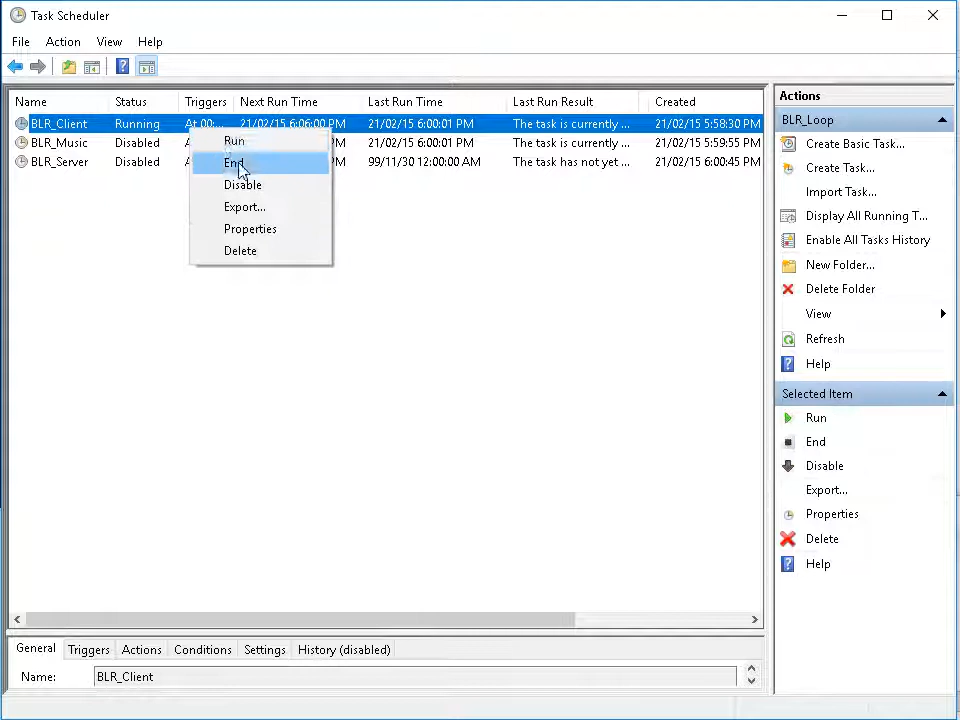 Task Scheduler
File Action View Help
Name Status Triggers Next Run Time Last Run Time Last Run Result Created
BLR_Client Running At 00:... 21/02/15 6:06:00 PM 21/02/15 6:00:01 PM The task is currently ... 21/02/15 5:58:30 PM
BLR_Music Disabled PM 21/02/15 6:00:01 PM The task is currently ... 21/02/15 5:59:55 PM
BLR_Server Disabled PM 99/11/30 12:00:00 AM The task has not yet ... 21/02/15 6:00:45 PM
Run
End
Disable
Export...
Properties
Delete
General Triggers Actions Conditions Settings History (disabled)
Name: BLR_Client
Actions
BLR_Loop
Create Basic Task...
Create Task...
Import Task...
Display All Running T...
Enable All Tasks History
New Folder...
Delete Folder
View
Refresh
Help
Selected Item
Run
End
Disable
Export...
Properties
Delete
Help